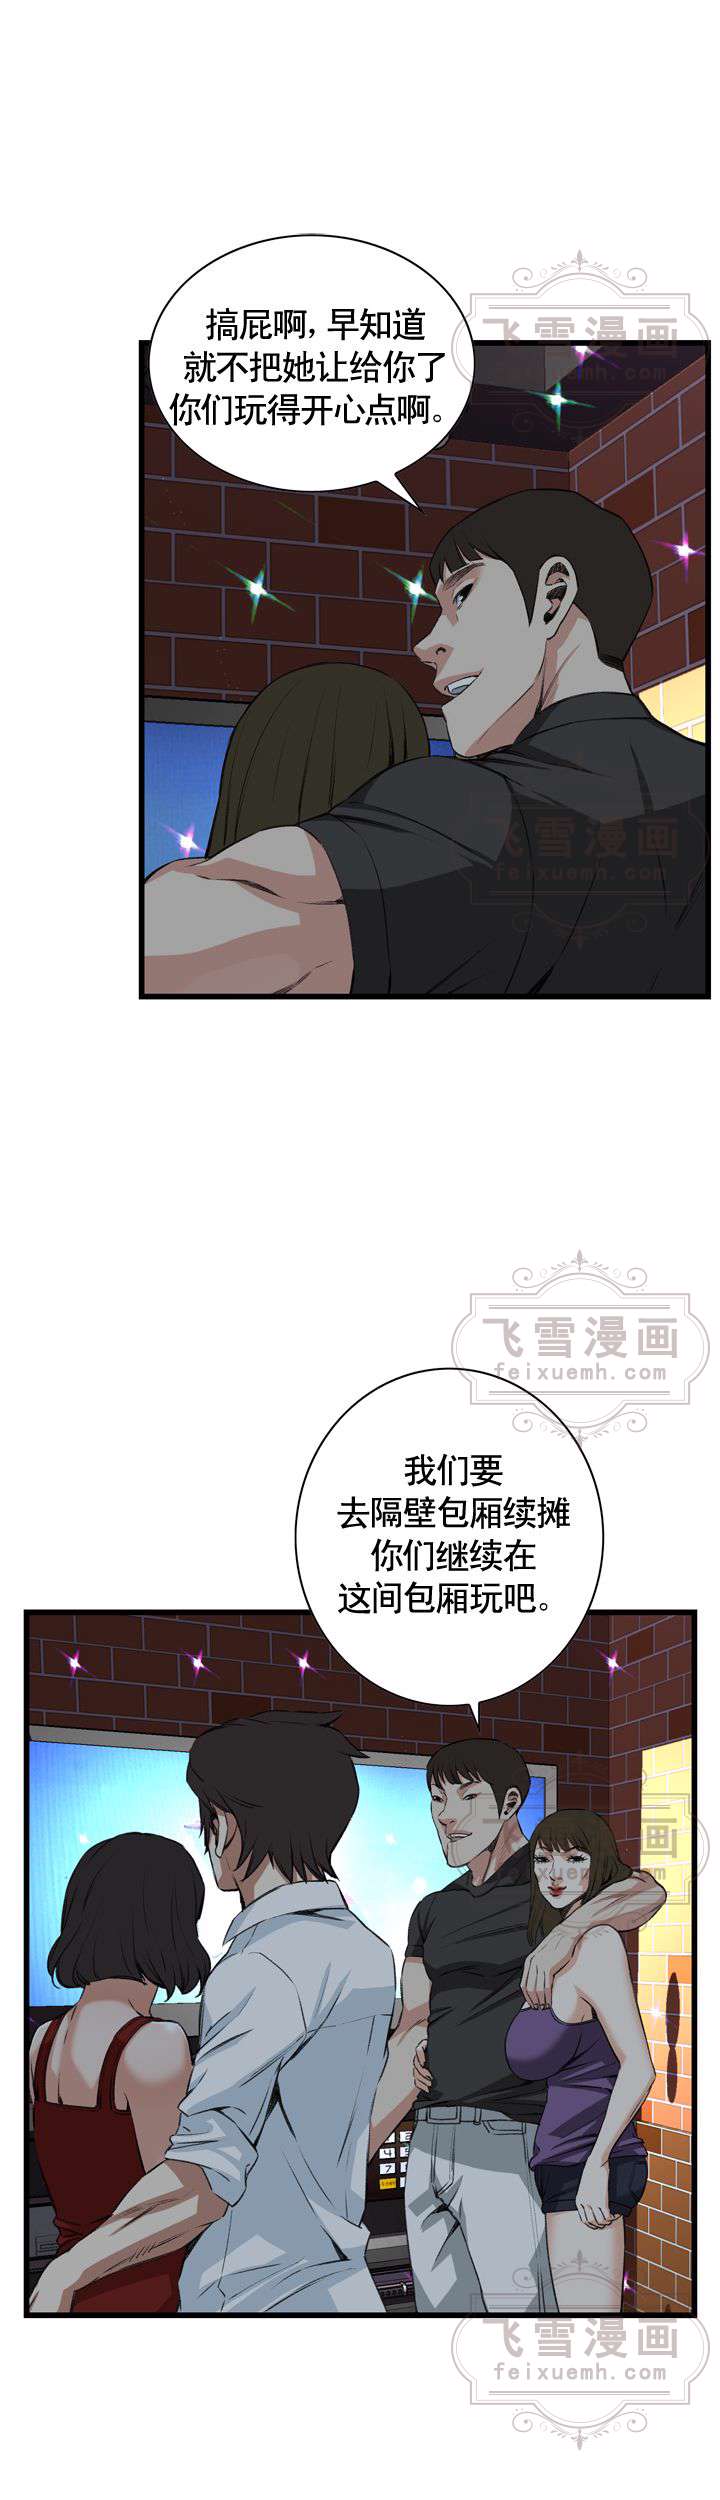 飞雪漫画
feixuemh.com
搞屁啊，早知道
就不把她让给你了
你们玩得开心点啊。
飞雪漫画
feixuemh.com
飞雪漫画
feixuemh.com
我们要
去隔壁包厢续摊
你们继续在
这间包厢玩吧。
飞雪漫画
feixuemh.com